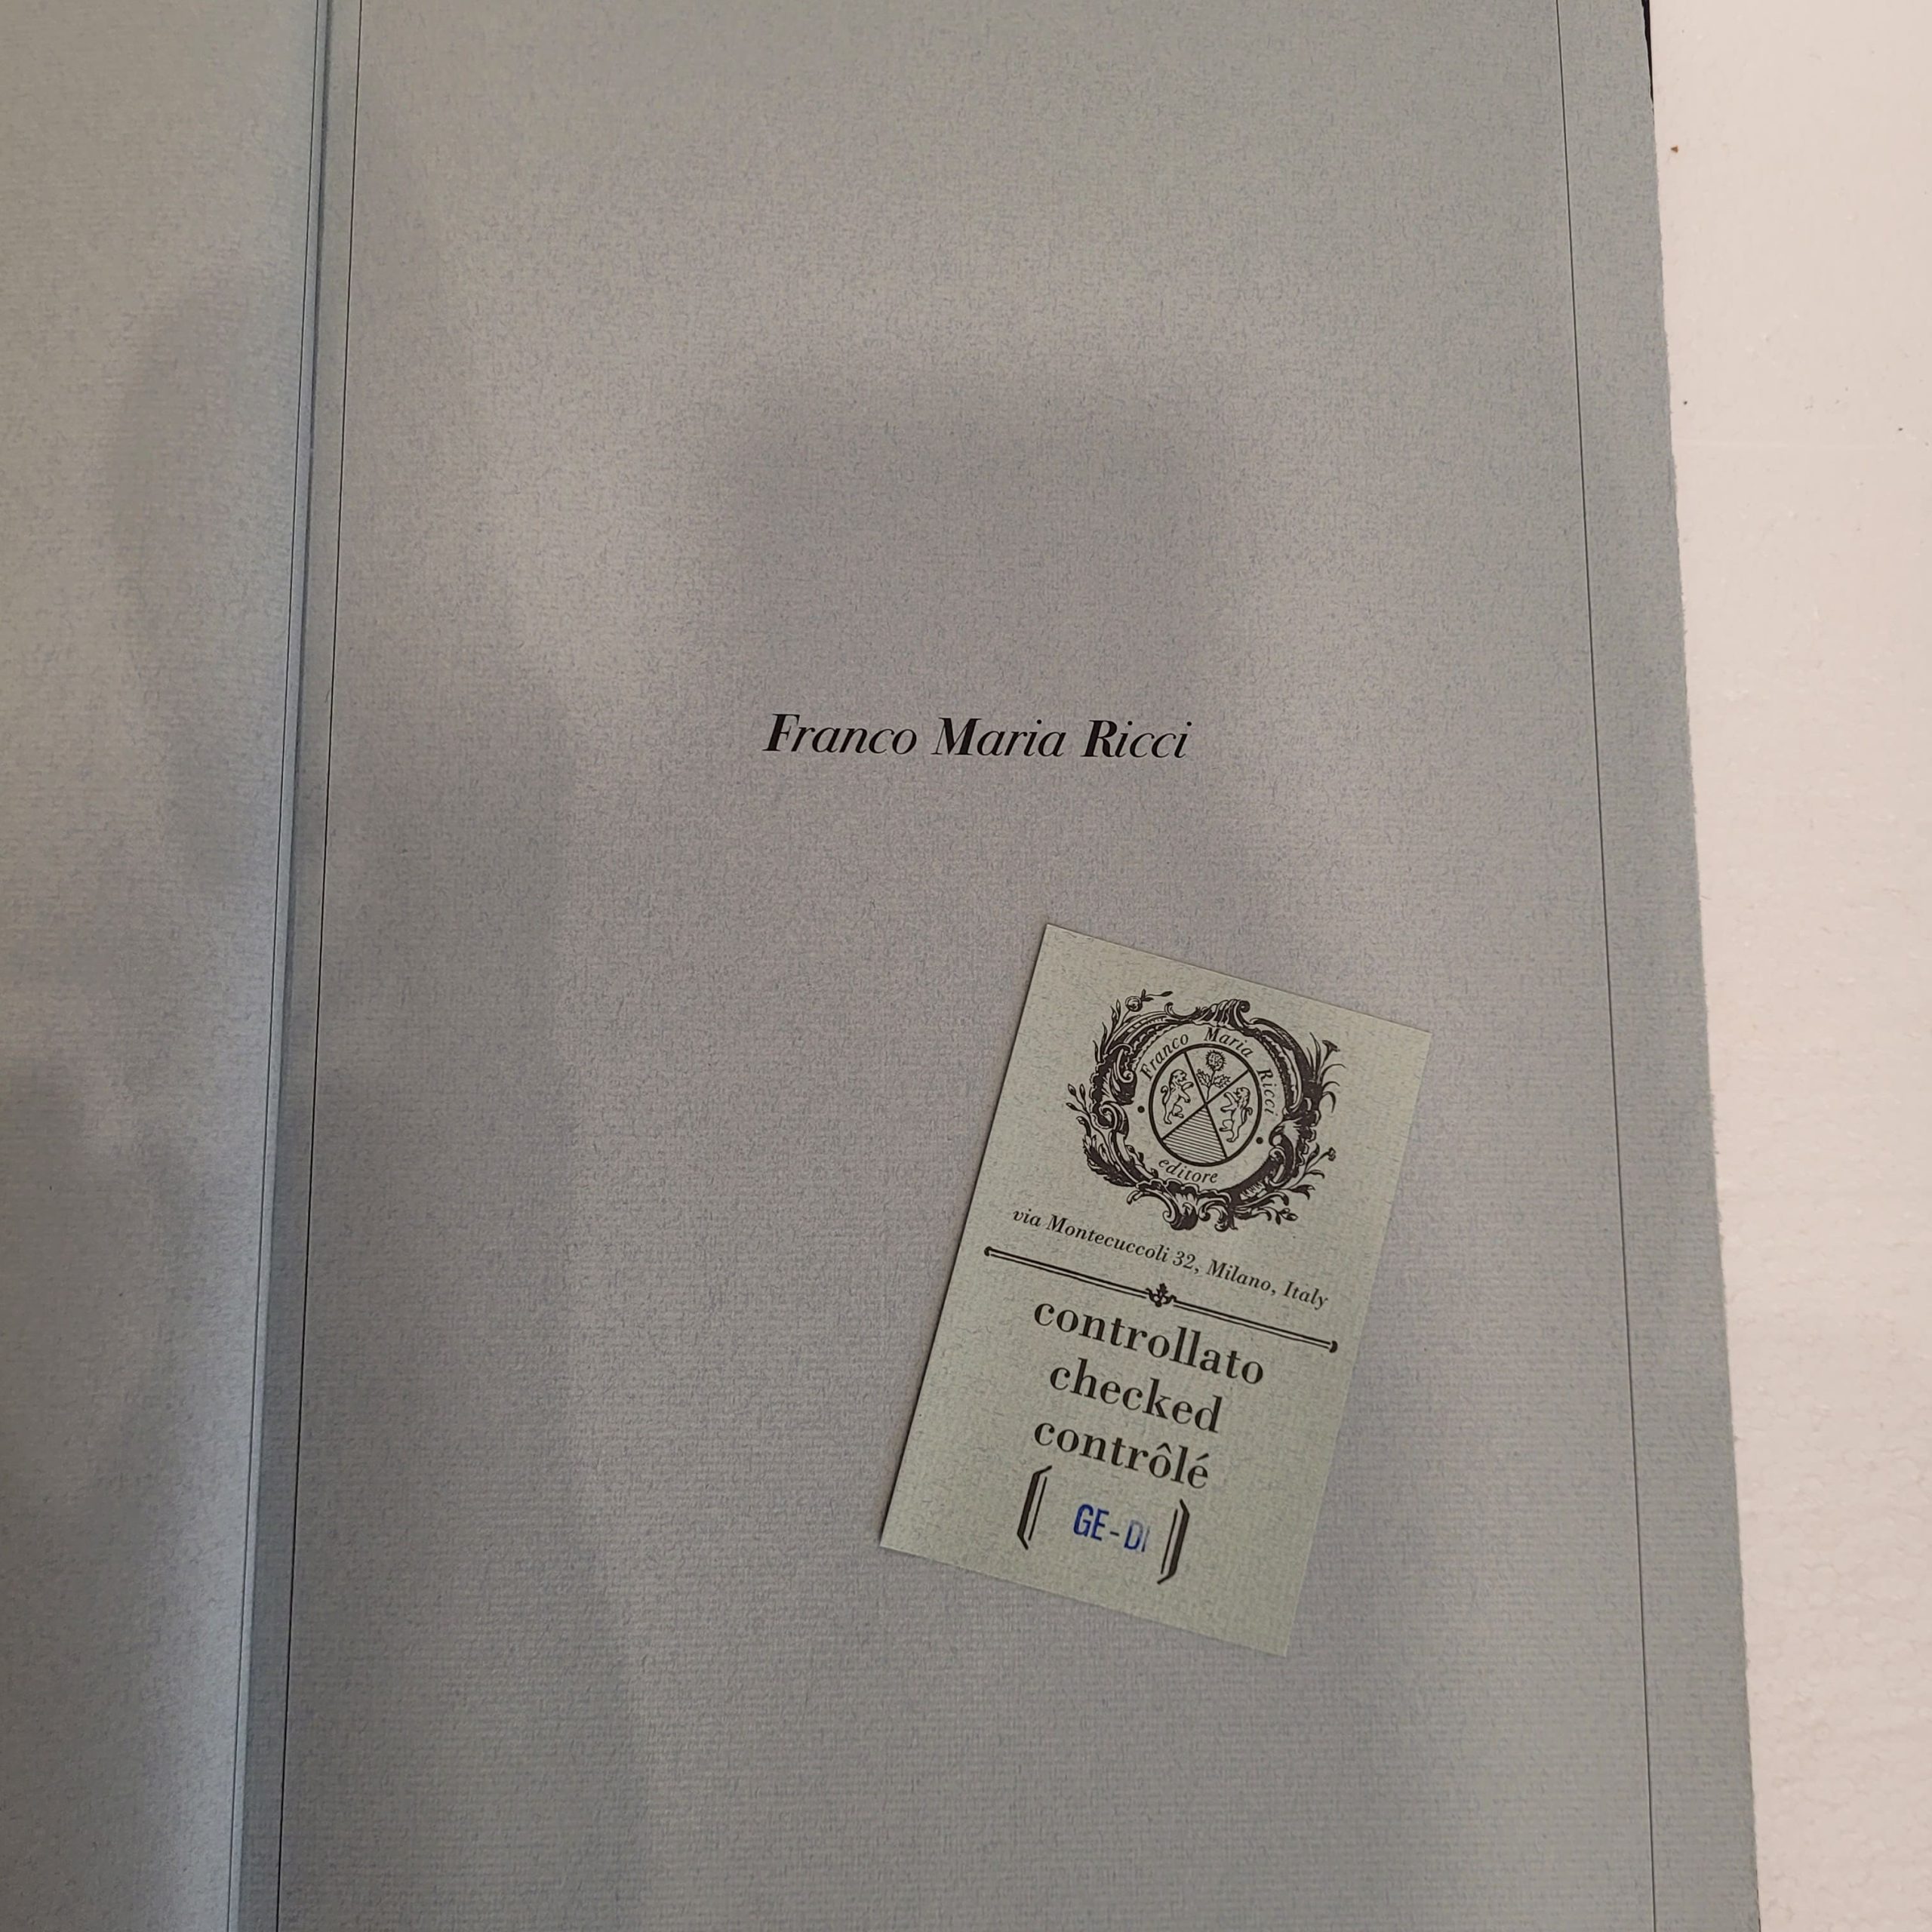 Franco Maria Ricci
Franco Maria Ricci
editore
via Montecuccoli 32, Milano, Italy
controllato
checked
contrôlé
GE-DI